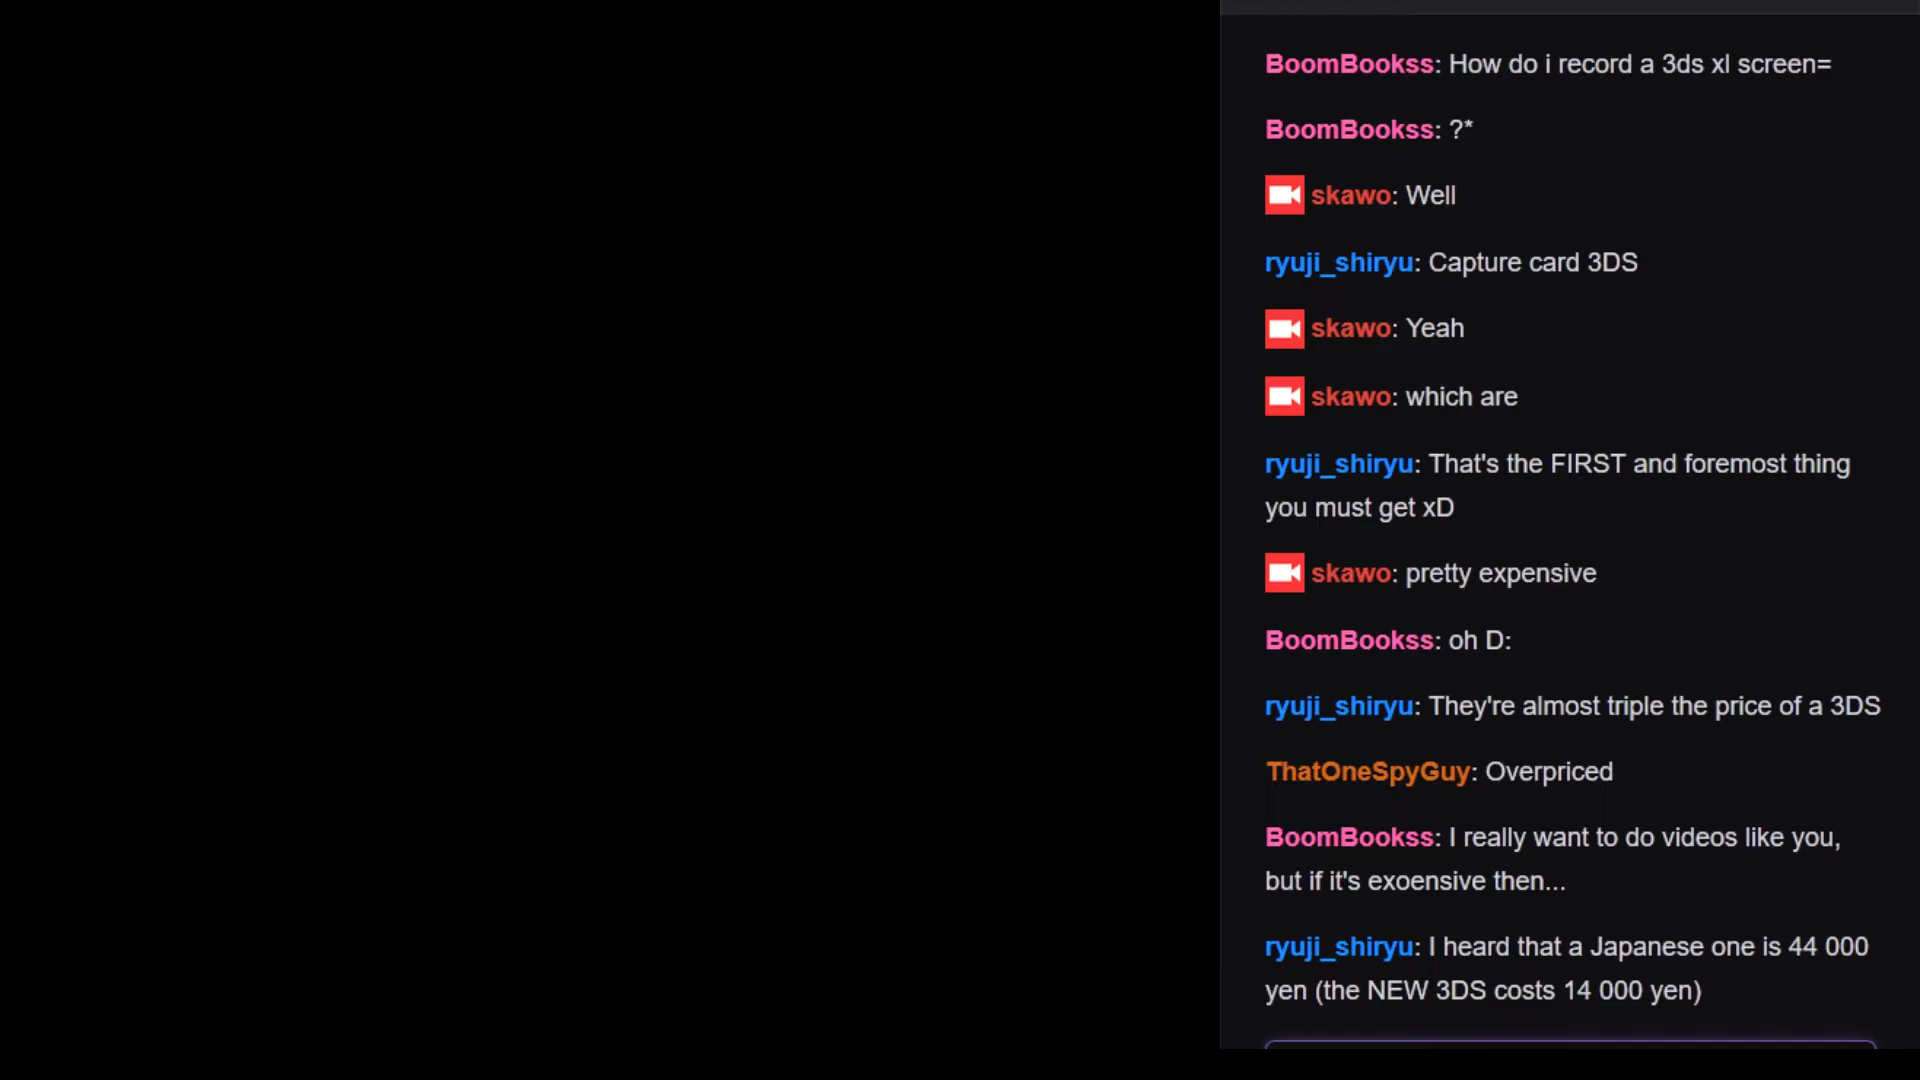 BoomBookss: How do i record a 3ds xl screen=
BoomBookss: ?*
skawo: Well
ryuji_shiryu: Capture card 3DS
skawo: Yeah
skawo: which are
ryuji_shiryu: That's the FIRST and foremost thing
you must get xD
skawo: pretty expensive
BoomBookss: oh D:
ryuji_shiryu: They're almost triple the price of a 3DS
ThatOneSpyGuy: Overpriced
BoomBookss: I really want to do videos like you,
but if it's exoensive then...
ryuji_shiryu: I heard that a Japanese one is 44 000
yen (the NEW 3DS costs 14 000 yen)